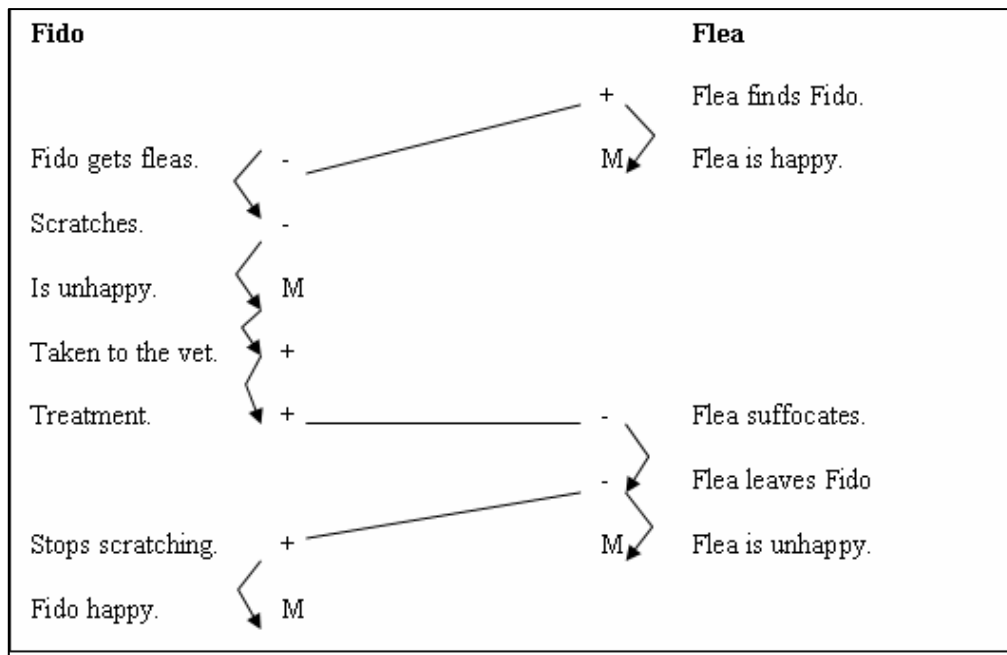 Fido Flea
+ Flea finds Fido.
Fido gets fleas. - M Flea is happy.
Scratches. -
Is unhappy. M
Taken to the vet. +
Treatment. + - Flea suffocates.
- Flea leaves Fido
Stops scratching. + M Flea is unhappy.
Fido happy. M